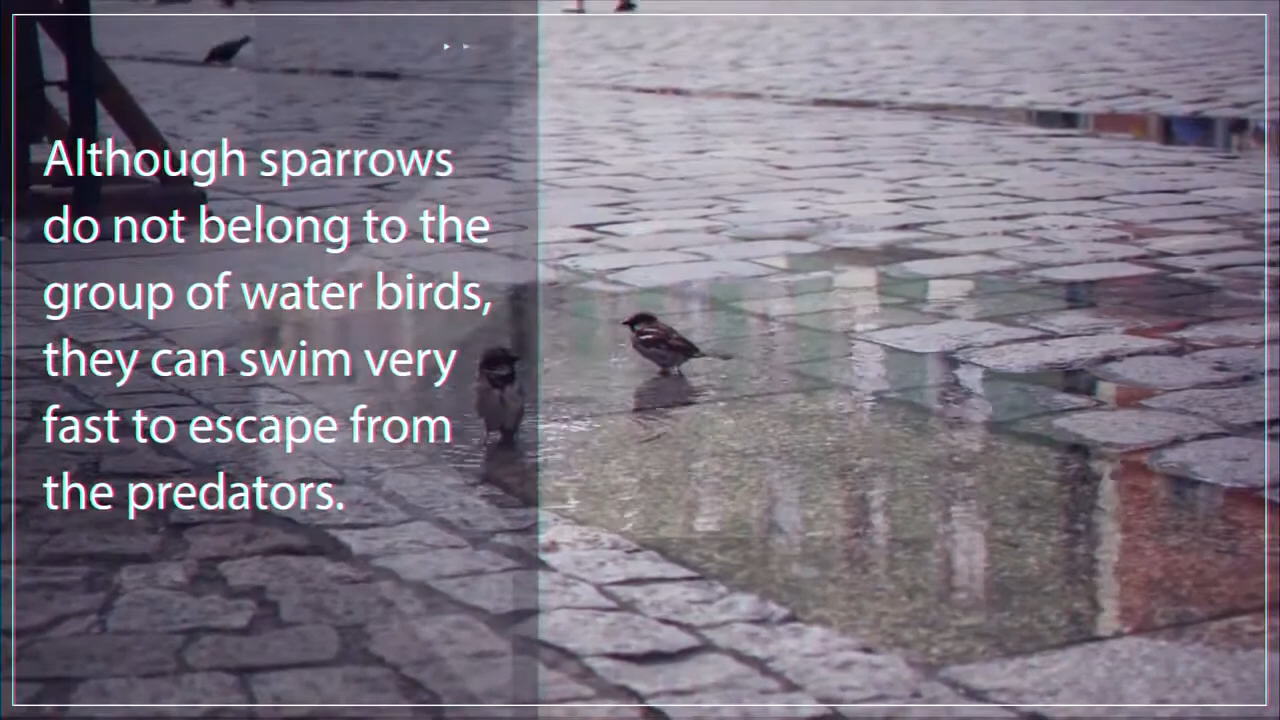 Although sparrows
do not belong to the
group of water birds,
they can swim very
fast to escape from
the predators.